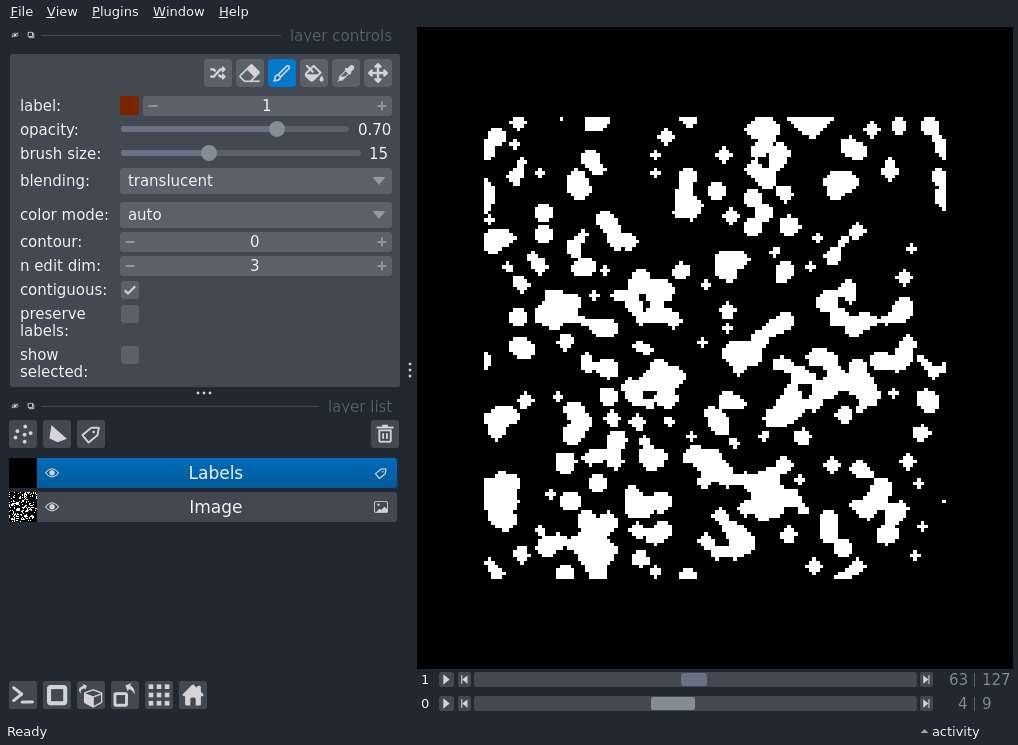 File View Plugins Window Help
layer controls
label: 1
opacity: 0.70
brush size: 15
blending: translucent
color mode: auto
contour: 0
n edit dim: 3
contiguous:
preserve
labels:
show
selected:
layer list
Labels
Image
1 63 | 127
0 4 | 9
Ready activity